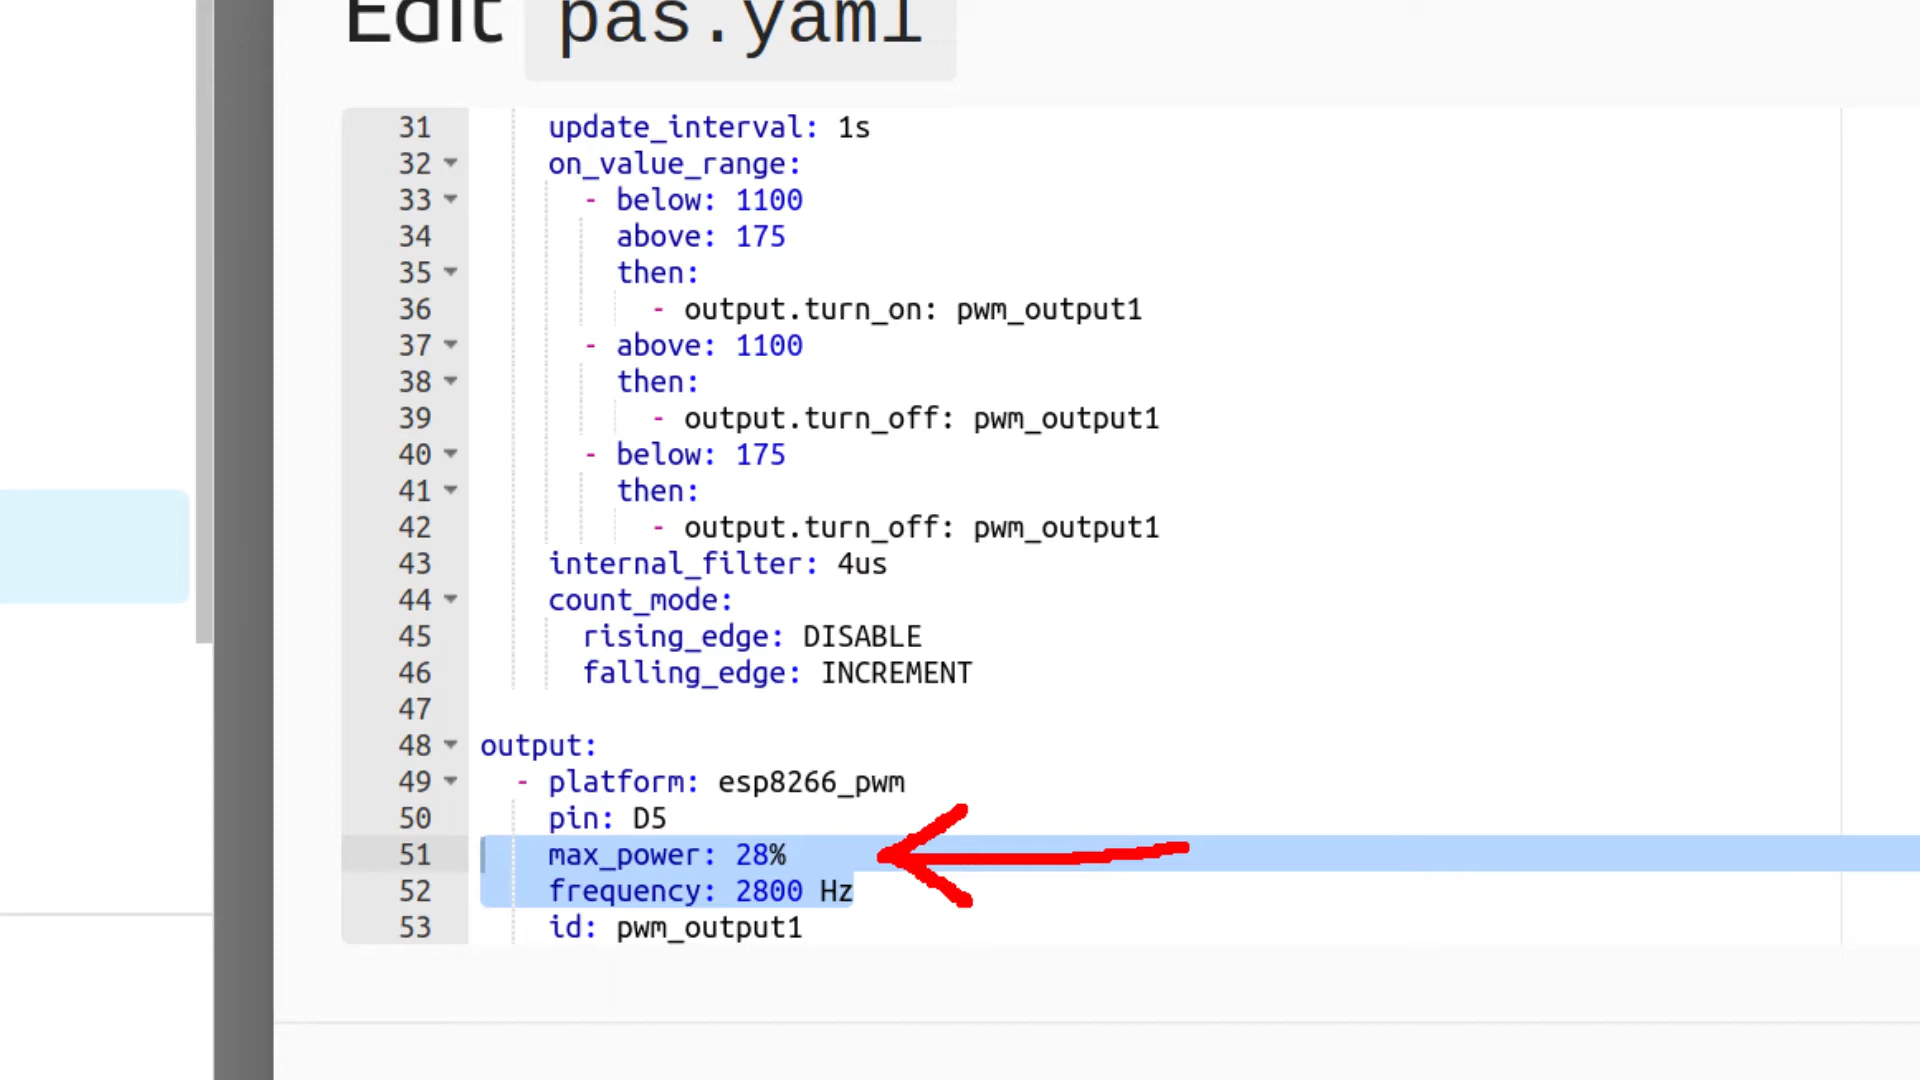 Edit pas.yaml
31 update_interval: 1s
32 on_value_range:
33 - below: 1100
34 above: 175
35 then:
36 - output.turn_on: pwm_output1
37 - above: 1100
38 then:
39 - output.turn_off: pwm_output1
40 - below: 175
41 then:
42 - output.turn_off: pwm_output1
43 internal_filter: 4us
44 count_mode:
45 rising_edge: DISABLE
46 falling_edge: INCREMENT
47
48 output:
49 - platform: esp8266_pwm
50 pin: D5
51 max_power: 28%
52 frequency: 2800 Hz
53 id: pwm_output1